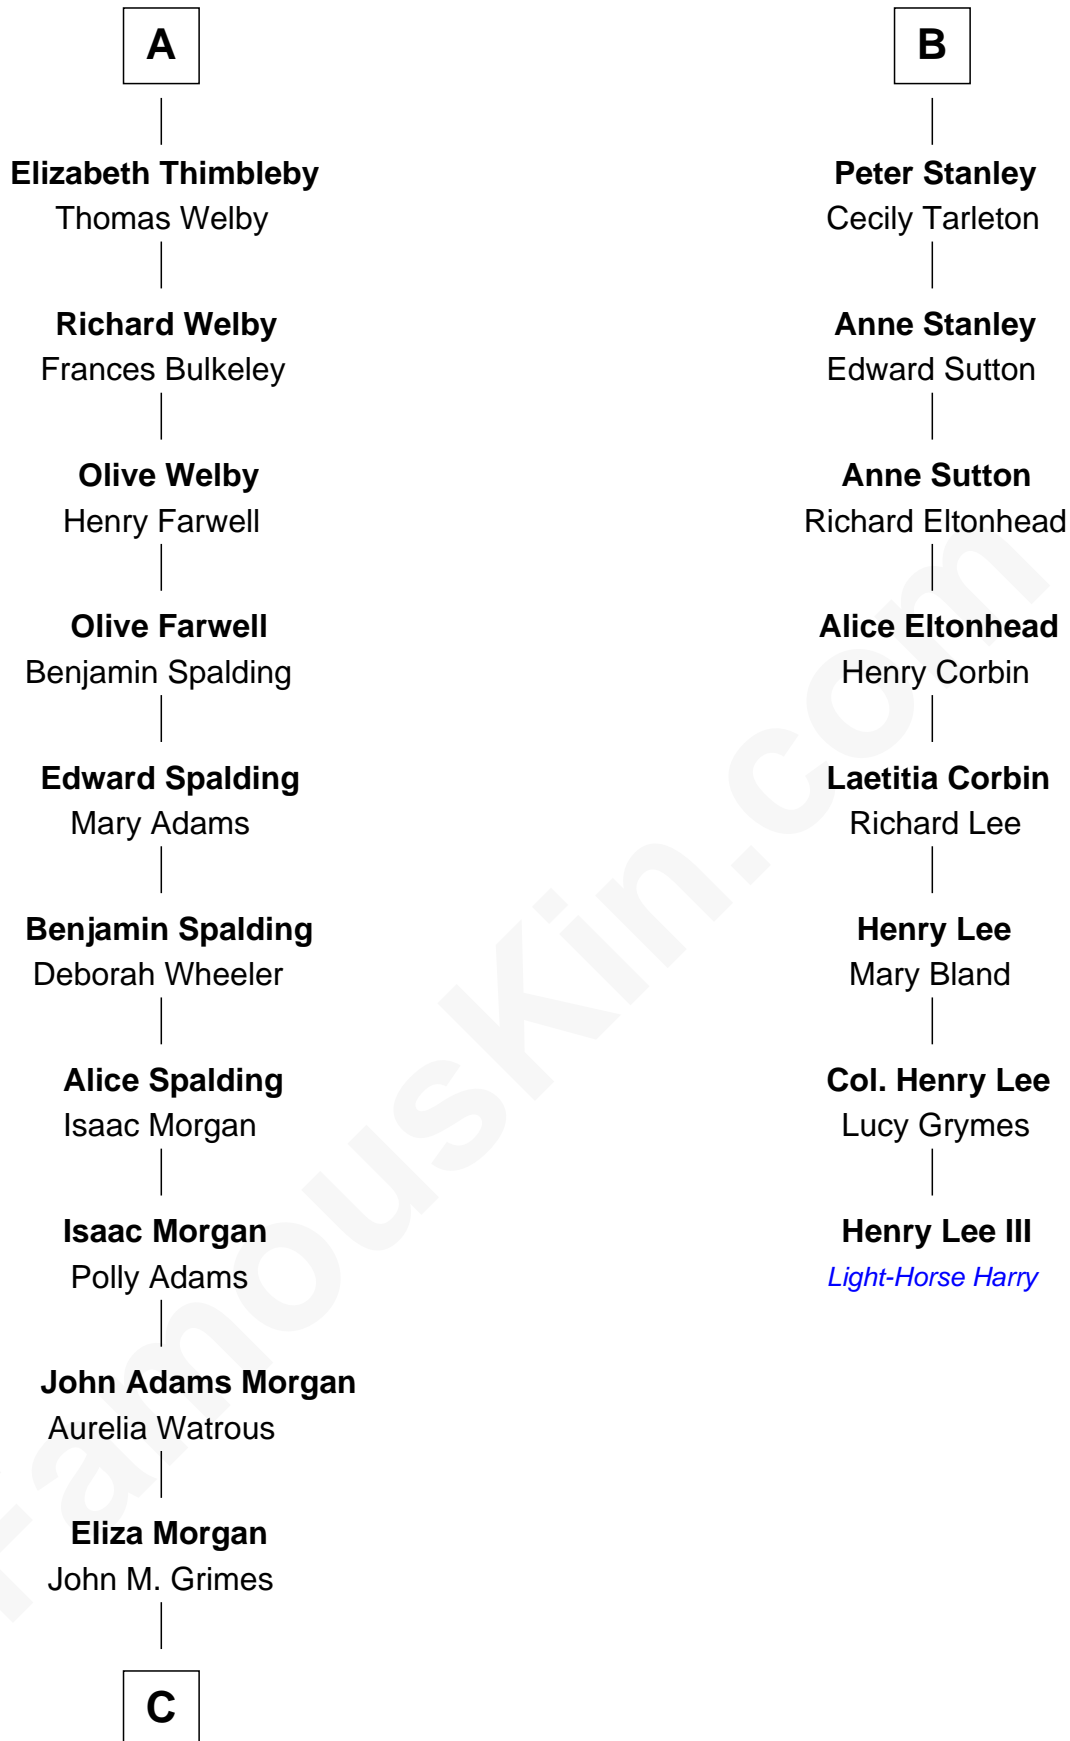 A
Elizabeth Thimbleby
Thomas Welby
Richard Welby
Frances Bulkeley
Olive Welby
Henry Farwell
Olive Farwell
Benjamin Spalding
Edward Spalding
Mary Adams
Benjamin Spalding
Deborah Wheeler
Alice Spalding
Isaac Morgan
Isaac Morgan
Polly Adams
John Adams Morgan
Aurelia Watrous
Eliza Morgan
John M. Grimes
C
B
Peter Stanley
Cecily Tarleton
Anne Stanley
Edward Sutton
Anne Sutton
Richard Eltonhead
Alice Eltonhead
Henry Corbin
Laetitia Corbin
Richard Lee
Henry Lee
Mary Bland
Col. Henry Lee
Lucy Grymes
Henry Lee III
Light-Horse Harry
FamousKin.com